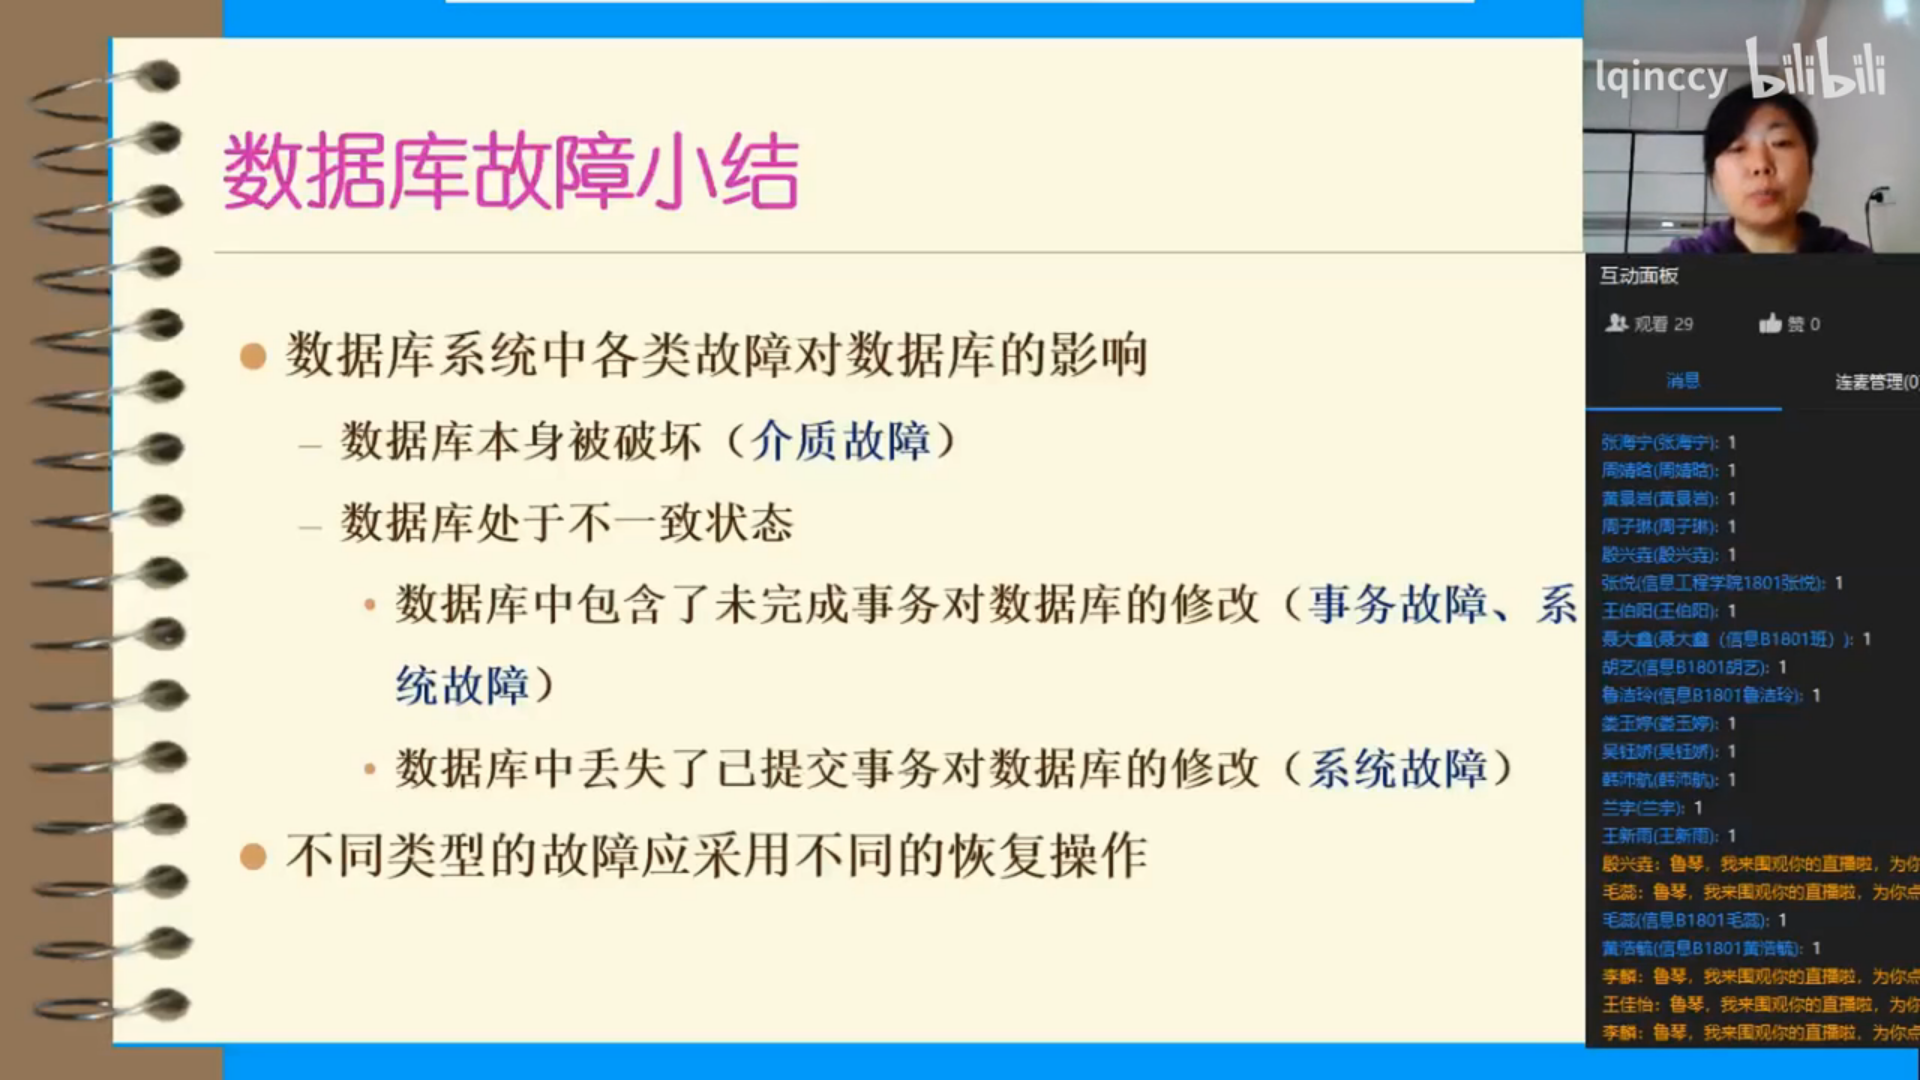 数据库故障小结
数据库系统中各类故障对数据库的影响
– 数据库本身被破坏（介质故障）
– 数据库处于不一致状态
• 数据库中包含了未完成事务对数据库的修改（事务故障、系
统故障）
• 数据库中丢失了已提交事务对数据库的修改（系统故障）
不同类型的故障应采用不同的恢复操作
lqinccy bilibili
互动面板
观看 29 赞 0
消息 连麦管理(0
张海宁(张海宁): 1
周婧晗(周婧晗): 1
黄景岩(黄景岩): 1
周子琳(周子琳): 1
殷兴垚(殷兴垚): 1
张悦(信息工程学院1801张悦): 1
王伯阳(王伯阳): 1
聂大鑫(聂大鑫（信息B1801班）): 1
胡艺(信息B1801胡艺): 1
鲁洁玲(信息B1801鲁洁玲): 1
娄玉婷(娄玉婷): 1
吴钰娇(吴钰娇): 1
韩沛航(韩沛航): 1
兰宇(兰宇): 1
王新雨(王新雨): 1
殷兴垚: 鲁琴，我来围观你的直播啦，为你
毛蕊: 鲁琴，我来围观你的直播啦，为你点
毛蕊(信息B1801毛蕊): 1
黄浩毓(信息B1801黄浩毓): 1
李麟: 鲁琴，我来围观你的直播啦，为你点
王佳怡: 鲁琴，我来围观你的直播啦，为你
李麟: 鲁琴，我来围观你的直播啦，为你点